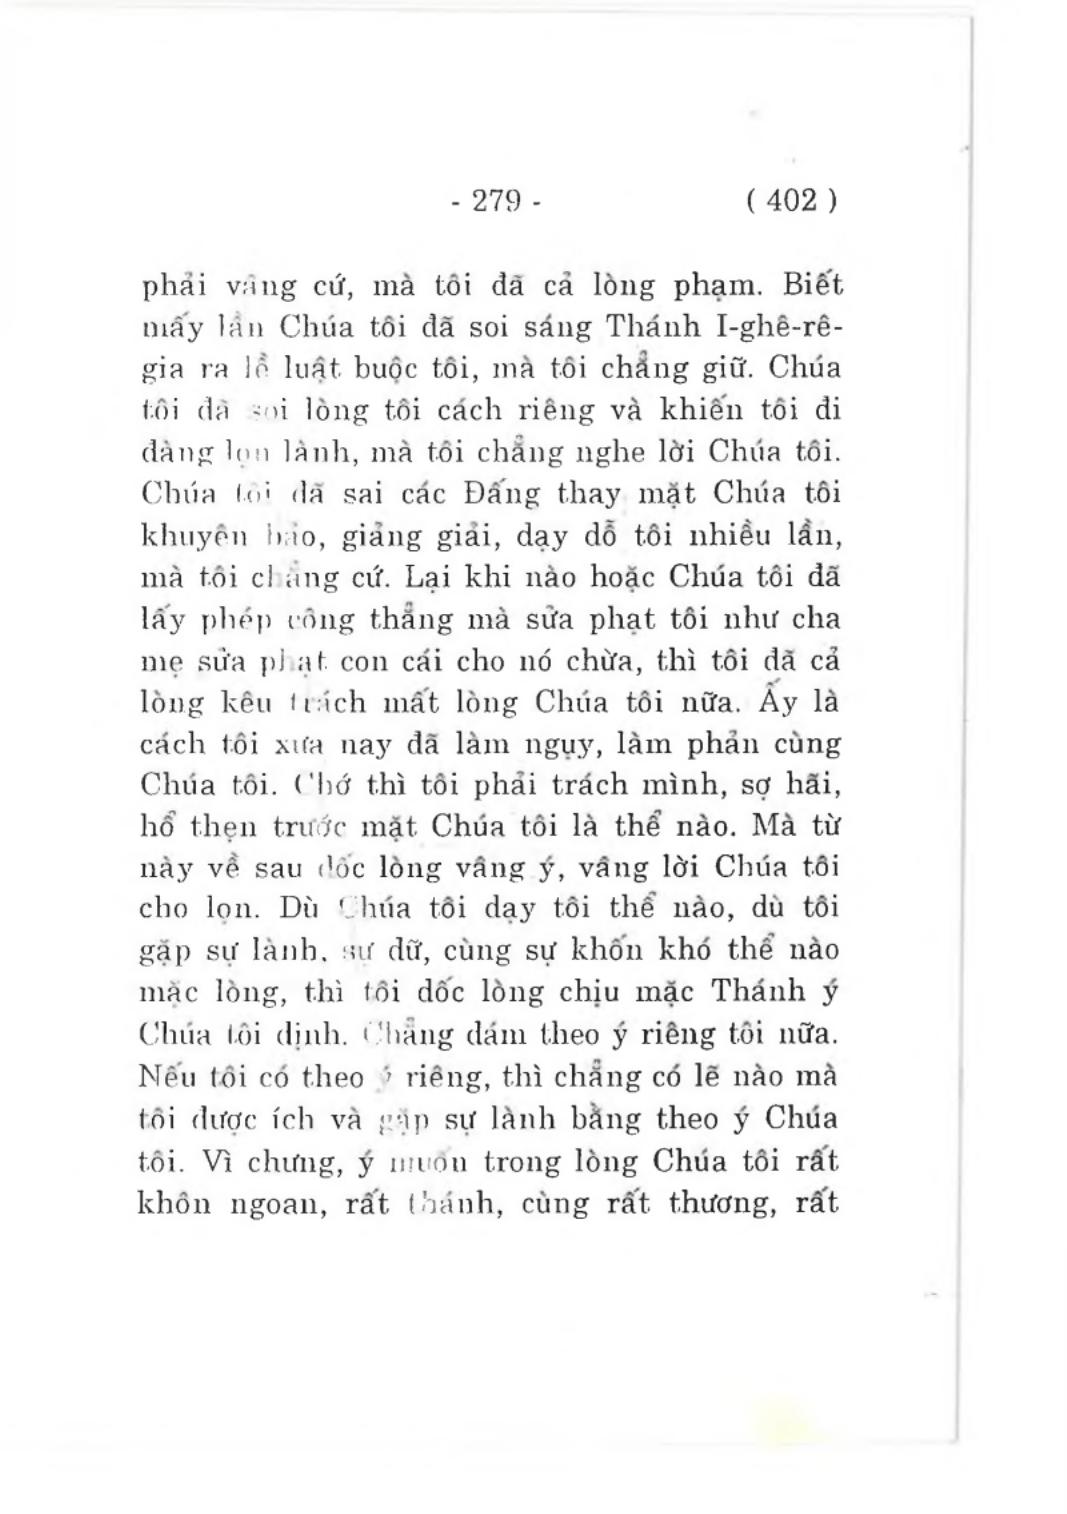 - 279 - ( 402 )
phải vâng cứ, mà tôi đã cả lòng phạm. Biết
mấy lần Chúa tôi đã soi sáng Thánh I-ghê-rê-
gia ra lề luật buộc tôi, mà tôi chẳng giữ. Chúa
tôi đã soi lòng tôi cách riêng và khiến tôi đi
đàng lọn lành, mà tôi chẳng nghe lời Chúa tôi.
Chúa tôi đã sai các Đấng thay mặt Chúa tôi
khuyên bảo, giảng giải, dạy dỗ tôi nhiều lần,
mà tôi chẳng cứ. Lại khi nào hoặc Chúa tôi đã
lấy phép công thẳng mà sửa phạt tôi như cha
mẹ sửa phạt con cái cho nó chừa, thì tôi đã cả
lòng kêu trách mất lòng Chúa tôi nữa. Ấy là
cách tôi xưa nay đã làm ngụy, làm phản cùng
Chúa tôi. Chớ thì tôi phải trách mình, sợ hãi,
hổ thẹn trước mặt Chúa tôi là thể nào. Mà từ
này về sau dốc lòng vâng ý, vâng lời Chúa tôi
cho lọn. Dù Chúa tôi dạy tôi thể nào, dù tôi
gặp sự lành, sự dữ, cùng sự khốn khó thể nào
mặc lòng, thì tôi dốc lòng chịu mặc Thánh ý
Chúa tôi định. Chẳng dám theo ý riêng tôi nữa.
Nếu tôi có theo ý riêng, thì chẳng có lẽ nào mà
tôi được ích và gặp sự lành bằng theo ý Chúa
tôi. Vì chưng, ý muốn trong lòng Chúa tôi rất
khôn ngoan, rất thánh, cùng rất thương, rất